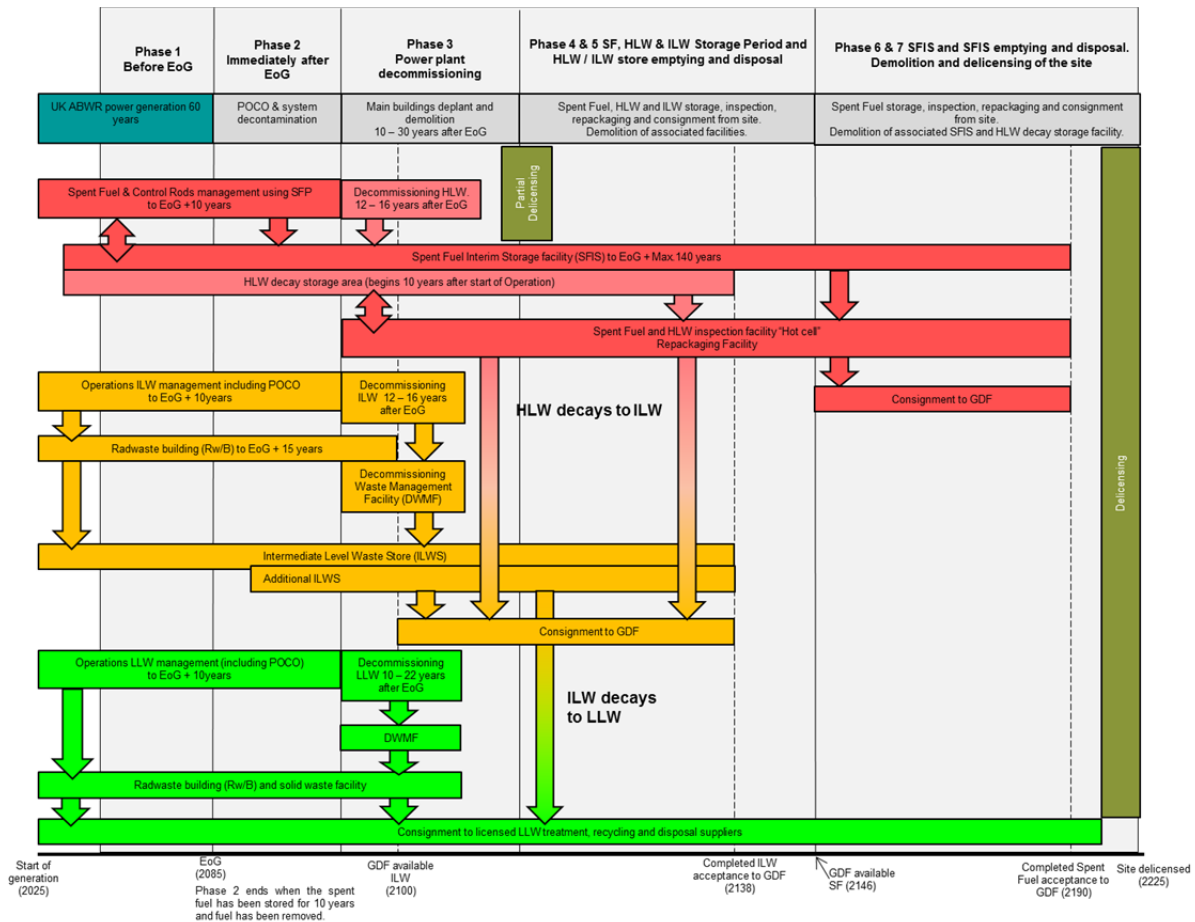 Phase 1
Before EoG
Phase 2
Immediately after
EoG
Phase 3
Power plant
decommissioning
Phase 4 & 5 SF, HLW & ILW Storage Period and
HLW / ILW store emptying and disposal
Phase 6 & 7 SFIS and SFIS emptying and disposal.
Demolition and delicensing of the site
UK ABWR power generation 60
years
POCO & system
decontamination
Main buildings deplant and
demolition
10 – 30 years after EoG
Spent Fuel, HLW and ILW storage, inspection,
repackaging and consignment from site.
Demolition of associated facilities.
Spent Fuel storage, inspection, repackaging and consignment
from site.
Demolition of associated SFIS and HLW decay storage facility.
Partial
Delicensing
Spent Fuel & Control Rods management using SFP
to EoG +10 years
Decommissioning HLW.
12 – 16 years after
EoG
Spent Fuel Interim Storage facility (SFIS) to EoG + Max.140 years
HLW decay storage area (begins 10 years after start of Operation)
Spent Fuel and HLW inspection facility "Hot cell"
Repackaging Facility
Operations ILW management including POCO
to EoG + 10years
Decommissioning
ILW 12 – 16 years
after EoG
HLW decays to ILW
Consignment to GDF
Radwaste building (Rw/B) to EoG + 15 years
Decommissioning
Waste Management
Facility (DWMF)
Delicensing
Intermediate Level Waste Store (ILWS)
Additional ILWS
Consignment to GDF
Operations LLW management (including POCO)
to EoG + 10years
Decommissioning
LLW 10 – 22 years
after EoG
ILW decays
to LLW
DWMF
Radwaste building (Rw/B) and solid waste facility
Consignment to licensed LLW treatment, recycling and disposal suppliers
Start of
generation
(2025)
EoG
(2085)
Phase 2 ends when the spent
fuel has been stored for 10 years
and fuel has been removed.
GDF available
ILW
(2100)
Completed ILW
acceptance to GDF
(2138)
GDF available
SF (2146)
Completed Spent
Fuel acceptance to
GDF (2190)
Site delicensed
(2225)